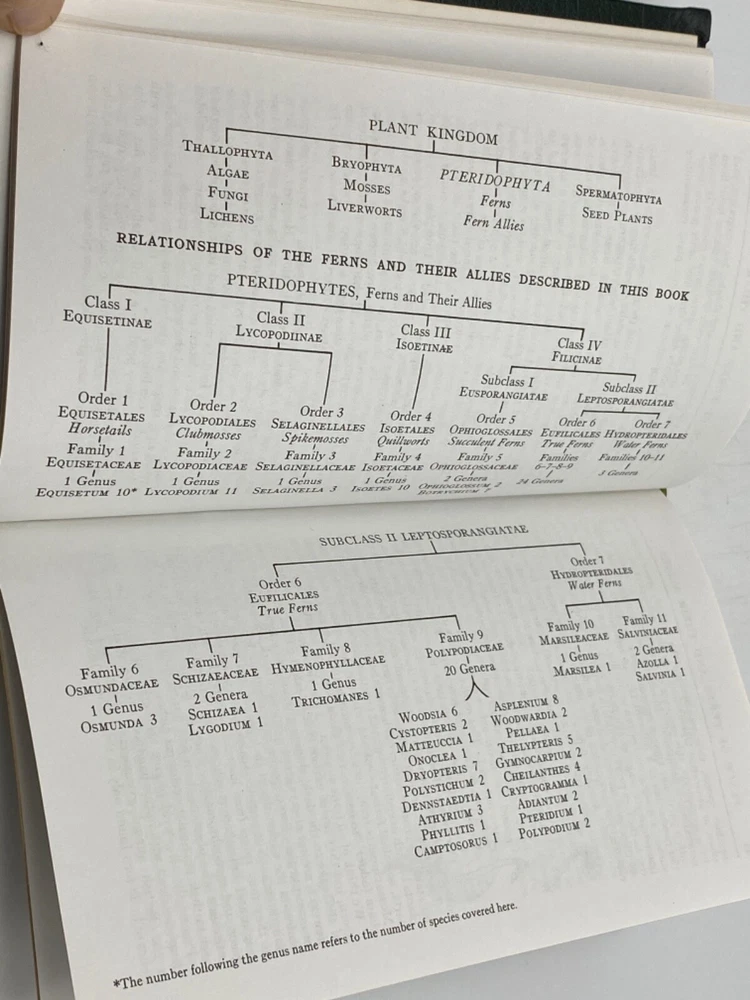 PLANT KINGDOM
THALLOPHYTA BRYOPHYTA PTERIDOPHYTA SPERMATOPHYTA
ALGAE MOSSES Ferns SEED PLANTS
FUNGI LIVERWORTS Fern Allies
LICHENS
RELATIONSHIPS OF THE FERNS AND THEIR ALLIES DESCRIBED IN THIS BOOK
PTERIDOPHYTES, Ferns and Their Allies
Class I Class II Class III Class IV
EQUISETINAE LYCOPODIINAE ISOETINAE FILICINAE
Subclass I Subclass II
EUSPORANGIATAE LEPTOSPORANGIATAE
Order 1 Order 2 Order 3 Order 4 Order 5 Order 6 Order 7
EQUISETALES LYCOPODIALES SELAGINELLALES ISOETALES OPHIOGLOSSALES EUFILICALES HYDROPTERIDALES
Horsetails Clubmosses Spikemosses Quillworts Succulent Ferns True Ferns Water Ferns
Family 1 Family 2 Family 3 Family 4 Family 5 Families Families 10-11
EQUISETACEAE LYCOPODIACEAE SELAGINELLACEAE ISOETACEAE OPHIOGLOSSACEAE 6-7-8-9
1 Genus 1 Genus 1 Genus 1 Genus 2 Genera 24 Genera 3 Genera
EQUISETUM 10* LYCOPODIUM 11 SELAGINELLA 3 ISOETES 10 OPHIOGLOSSUM 2
BOTRYCHIUM 7
SUBCLASS II LEPTOSPORANGIATAE
Order 6 Order 7
EUFILICALES HYDROPTERIDALES
True Ferns Water Ferns
Family 6 Family 7 Family 8 Family 9 Family 10 Family 11
OSMUNDACEAE SCHIZAEACEAE HYMENOPHYLLACEAE POLYPODIACEAE MARSILEACEAE SALVINIACEAE
1 Genus 2 Genera 1 Genus 20 Genera 1 Genus 2 Genera
OSMUNDA 3 SCHIZAEA 1 TRICHOMANES 1 MARSILEA 1 AZOLLA 1
LYGODIUM 1 SALVINIA 1
WOODSIA 6 ASPLENIUM 8
CYSTOPTERIS 2 WOODWARDIA 2
MATTEUCCIA 1 PELLAEA 1
ONOCLEA 1 THELYPTERIS 5
DRYOPTERIS 7 GYMNOCARPIUM 2
POLYSTICHUM 2 CHEILANTHES 4
DENNSTAEDTIA 1 CRYPTOGRAMMA 1
ATHYRIUM 3 ADIANTUM 2
PHYLLITIS 1 PTERIDIUM 1
CAMPTOSORUS 1 POLYPODIUM 2
*The number following the genus name refers to the number of species covered here.